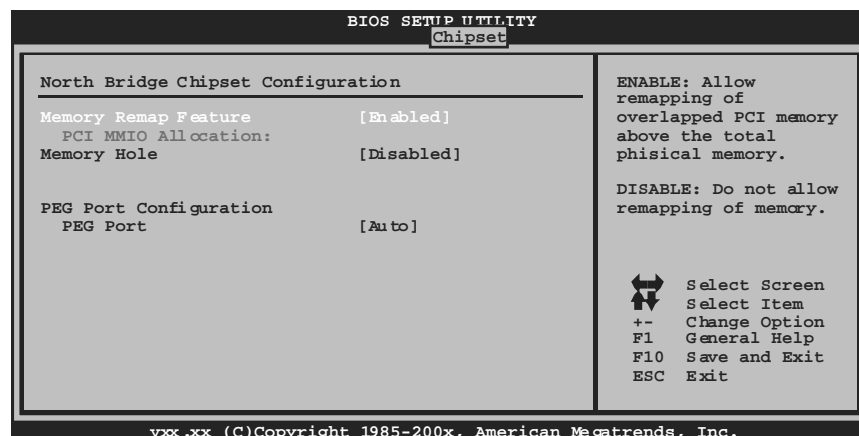 BIOS SETUP UTILITY
Chipset
North Bridge Chipset Configuration
Memory Remap Feature [Enabled]
PCI MMIO Allocation:
Memory Hole [Disabled]
PEG Port Configuration
PEG Port [Auto]
ENABLE: Allow
remapping of
overlapped PCI memory
above the total
phisical memory.
DISABLE: Do not allow
remapping of memory.
Select Screen
Select Item
+- Change Option
F1 General Help
F10 Save and Exit
ESC Exit
vxx.xx (C)Copyright 1985-200x, American Megatrends, Inc.